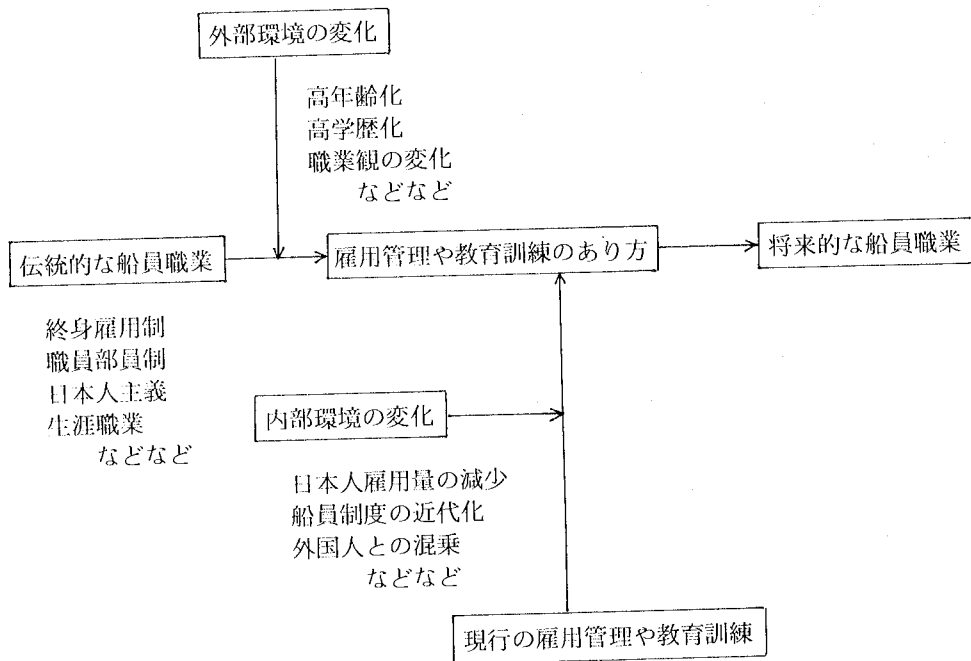 外部環境の変化
高年齢化
高学歴化
職業観の変化
などなど
伝統的な船員職業
雇用管理や教育訓練のあり方
将来的な船員職業
終身雇用制
職員部員制
日本人主義
生涯職業
などなど
内部環境の変化
日本人雇用量の減少
船員制度の近代化
外国人との混乗
などなど
現行の雇用管理や教育訓練